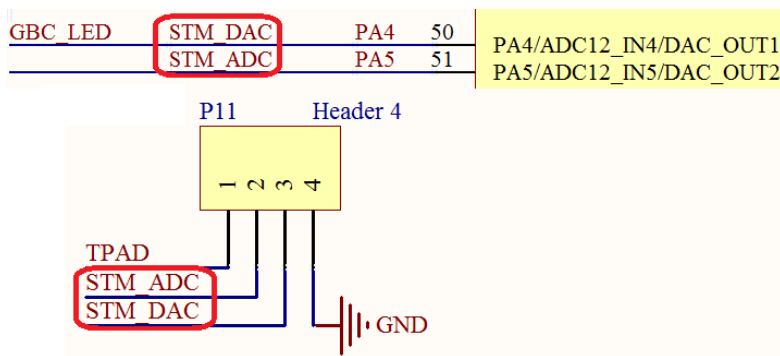 GBC_LED STM_DAC PA4 50 PA4/ADC12_IN4/DAC_OUT1
STM_ADC PA5 51 PA5/ADC12_IN5/DAC_OUT2
P11 Header 4
1 2 3 4
TPAD
STM_ADC
STM_DAC
GND